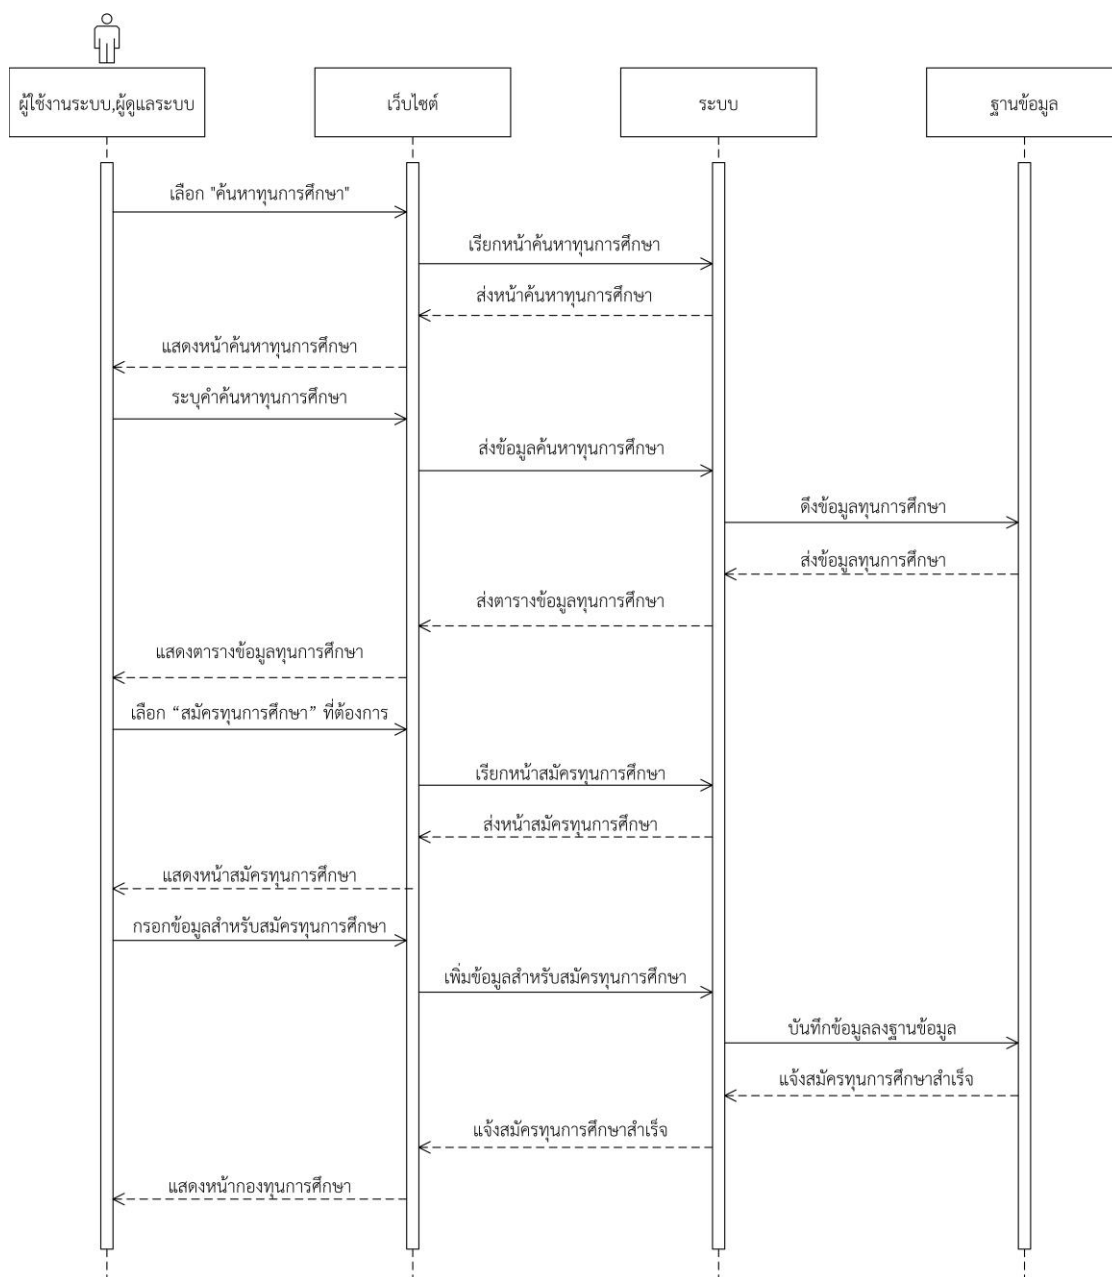 ผู้ใช้งานระบบ,ผู้ดูแลระบบ
เว็บไซต์
ระบบ
ฐานข้อมูล
เลือก "ค้นหาทุนการศึกษา"
เรียกหน้าค้นหาทุนการศึกษา
ส่งหน้าค้นหาทุนการศึกษา
แสดงหน้าค้นหาทุนการศึกษา
ระบุคำค้นหาทุนการศึกษา
ส่งข้อมูลค้นหาทุนการศึกษา
ดึงข้อมูลทุนการศึกษา
ส่งข้อมูลทุนการศึกษา
ส่งตารางข้อมูลทุนการศึกษา
แสดงตารางข้อมูลทุนการศึกษา
เลือก “สมัครทุนการศึกษา” ที่ต้องการ
เรียกหน้าสมัครทุนการศึกษา
ส่งหน้าสมัครทุนการศึกษา
แสดงหน้าสมัครทุนการศึกษา
กรอกข้อมูลสำหรับสมัครทุนการศึกษา
เพิ่มข้อมูลสำหรับสมัครทุนการศึกษา
บันทึกข้อมูลลงฐานข้อมูล
แจ้งสมัครทุนการศึกษาสำเร็จ
แจ้งสมัครทุนการศึกษาสำเร็จ
แสดงหน้ากองทุนการศึกษา